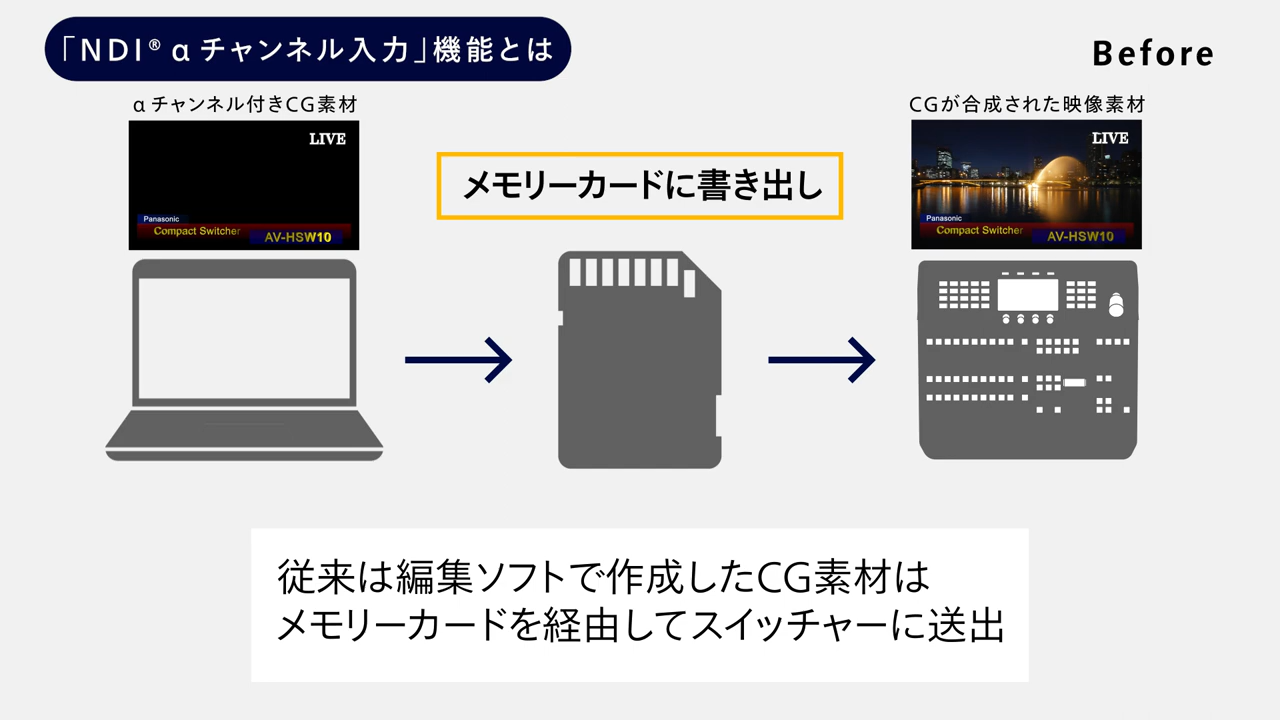 「NDI®αチャンネル入力」機能とは
Before
αチャンネル付きCG素材
CGが合成された映像素材
LIVE
Panasonic
Compact Switcher
AV-HSW10
メモリーカードに書き出し
LIVE
Panasonic
Compact Switcher
AV-HSW10
従来は編集ソフトで作成したCG素材は
メモリーカードを経由してスイッチャーに送出